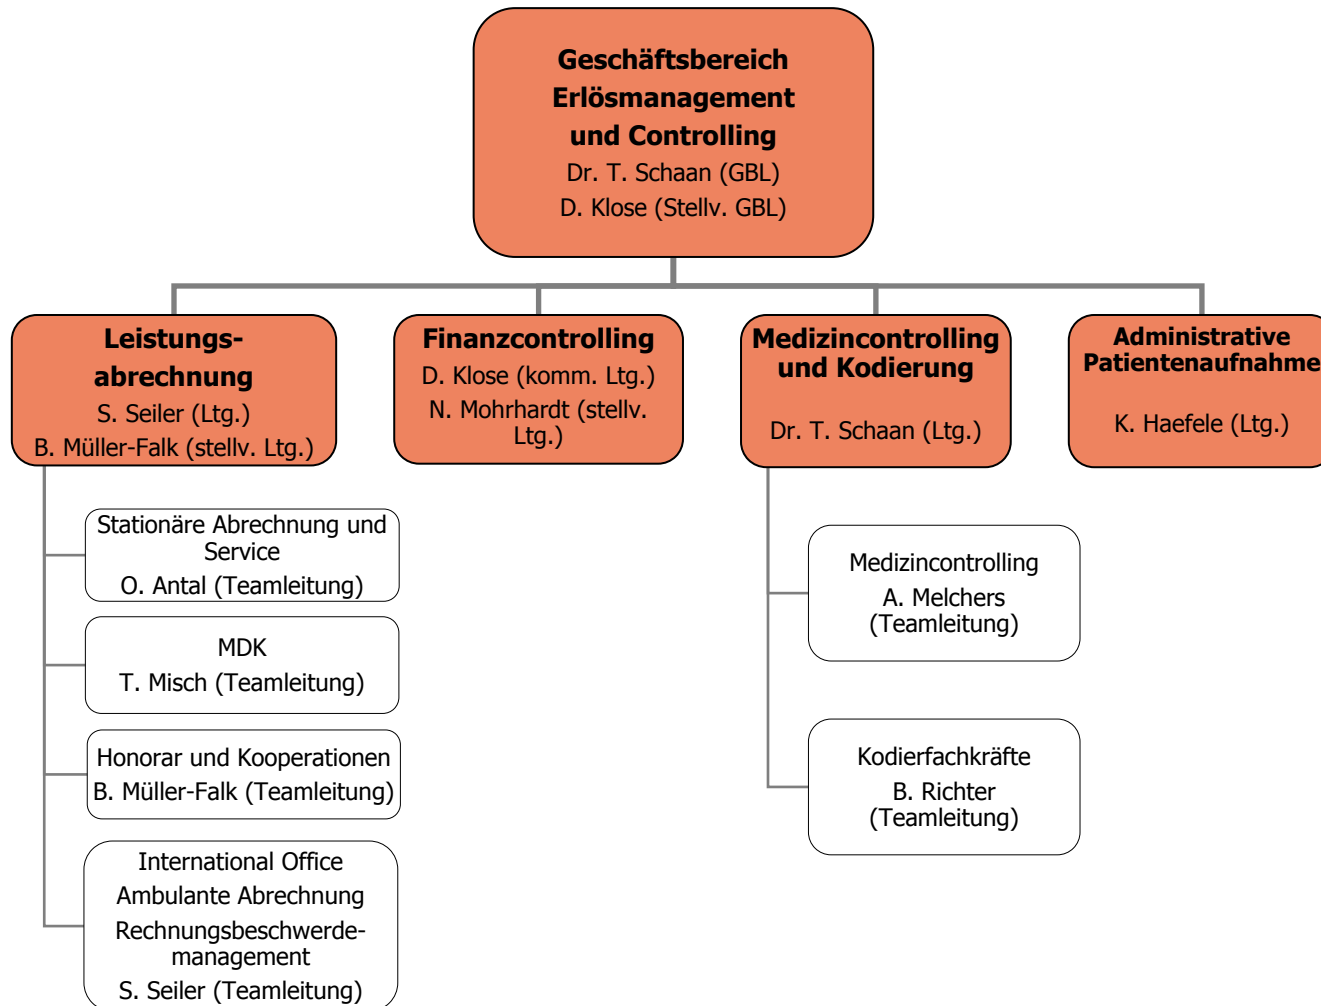 Geschäftsbereich
Erlösmanagement
und Controlling
Dr. T. Schaan (GBL)
D. Klose (Stellv. GBL)
Leistungs-
abrechnung
S. Seiler (Ltg.)
B. Müller-Falk (stellv. Ltg.)
Finanzcontrolling
D. Klose (komm. Ltg.)
N. Mohrhardt (stellv.
Ltg.)
Medizincontrolling
und Kodierung
Dr. T. Schaan (Ltg.)
Administrative
Patientenaufnahme
K. Haefele (Ltg.)
Stationäre Abrechnung und
Service
O. Antal (Teamleitung)
MDK
T. Misch (Teamleitung)
Honorar und Kooperationen
B. Müller-Falk (Teamleitung)
International Office
Ambulante Abrechnung
Rechnungsbeschwerde-
management
S. Seiler (Teamleitung)
Medizincontrolling
A. Melchers
(Teamleitung)
Kodierfachkräfte
B. Richter
(Teamleitung)